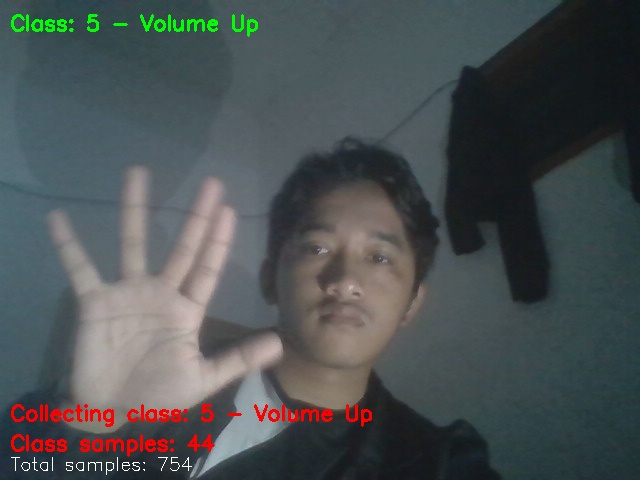 Class: 5 - Volume Up
Collecting class: 5 - Volume Up
Class samples: 44
Total samples: 754